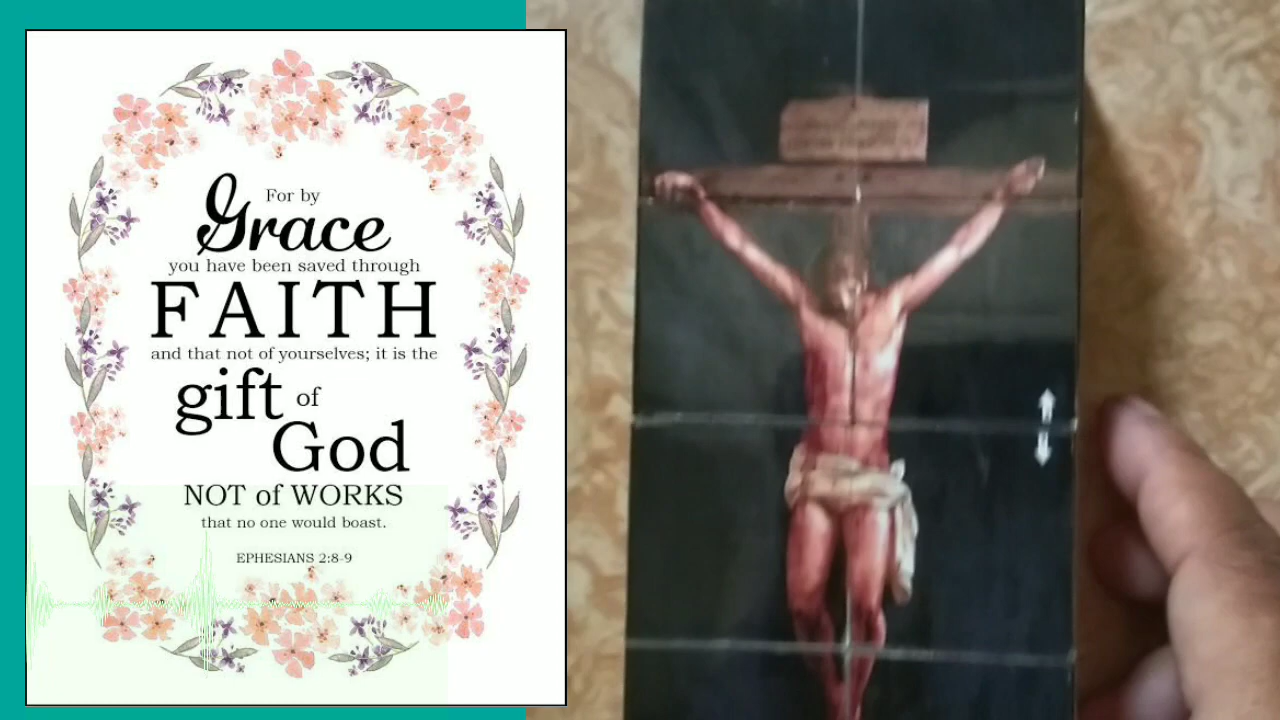 For by
Grace
you have been saved through
FAITH
and that not of yourselves; it is the
gift of
God
NOT of WORKS
that no one would boast.
EPHESIANS 2:8-9